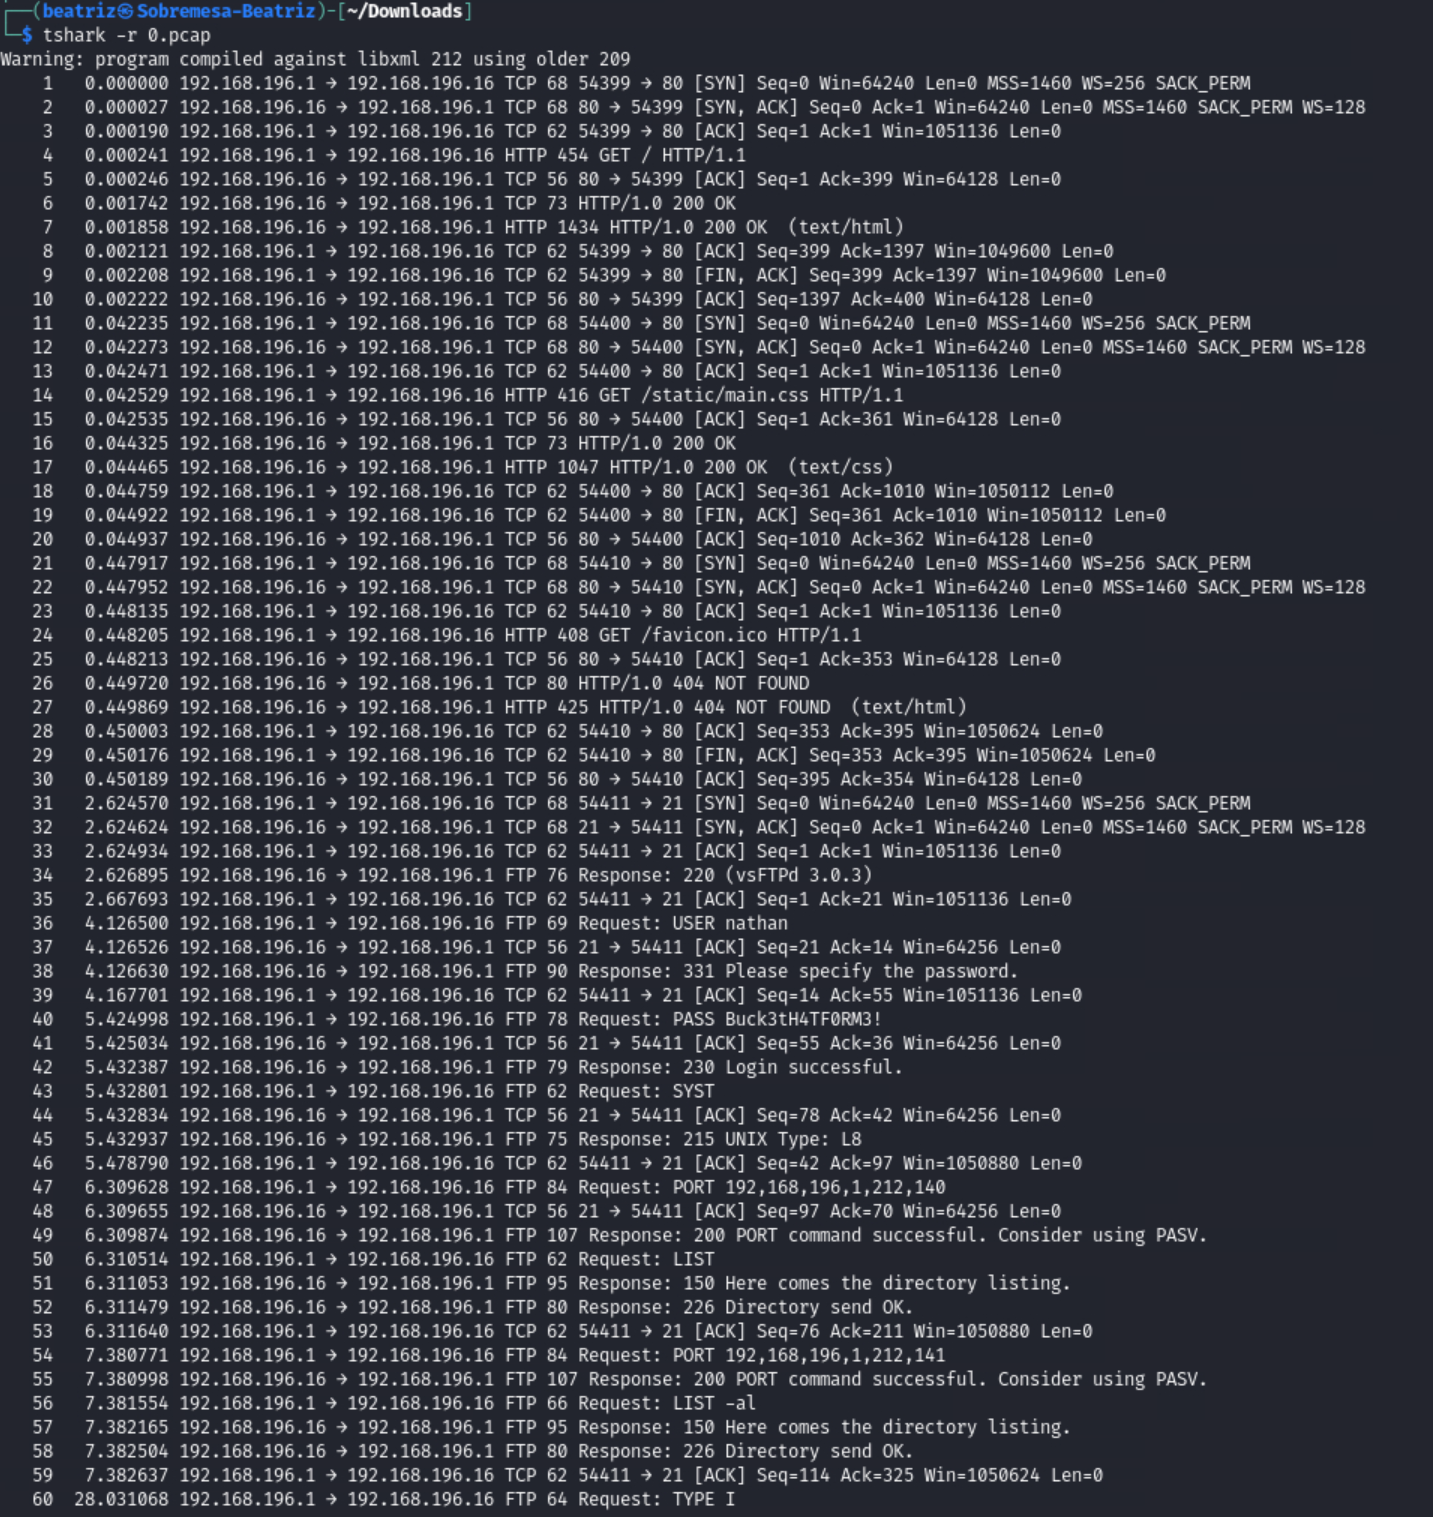 ┌──(beatriz㉿Sobremesa-Beatriz)-[~/Downloads]
└─$ tshark -r 0.pcap
Warning: program compiled against libxml 212 using older 209
1 0.000000 192.168.196.1 → 192.168.196.16 TCP 68 54399 → 80 [SYN] Seq=0 Win=64240 Len=0 MSS=1460 WS=256 SACK_PERM
2 0.000027 192.168.196.16 → 192.168.196.1 TCP 68 80 → 54399 [SYN, ACK] Seq=0 Ack=1 Win=64240 Len=0 MSS=1460 SACK_PERM WS=128
3 0.000190 192.168.196.1 → 192.168.196.16 TCP 62 54399 → 80 [ACK] Seq=1 Ack=1 Win=1051136 Len=0
4 0.000241 192.168.196.1 → 192.168.196.16 HTTP 454 GET / HTTP/1.1
5 0.000246 192.168.196.16 → 192.168.196.1 TCP 56 80 → 54399 [ACK] Seq=1 Ack=399 Win=64128 Len=0
6 0.001742 192.168.196.16 → 192.168.196.1 TCP 73 HTTP/1.0 200 OK
7 0.001858 192.168.196.16 → 192.168.196.1 HTTP 1434 HTTP/1.0 200 OK (text/html)
8 0.002121 192.168.196.1 → 192.168.196.16 TCP 62 54399 → 80 [ACK] Seq=399 Ack=1397 Win=1049600 Len=0
9 0.002208 192.168.196.1 → 192.168.196.16 TCP 62 54399 → 80 [FIN, ACK] Seq=399 Ack=1397 Win=1049600 Len=0
10 0.002222 192.168.196.16 → 192.168.196.1 TCP 56 80 → 54399 [ACK] Seq=1397 Ack=400 Win=64128 Len=0
11 0.042235 192.168.196.1 → 192.168.196.16 TCP 68 54400 → 80 [SYN] Seq=0 Win=64240 Len=0 MSS=1460 WS=256 SACK_PERM
12 0.042273 192.168.196.16 → 192.168.196.1 TCP 68 80 → 54400 [SYN, ACK] Seq=0 Ack=1 Win=64240 Len=0 MSS=1460 SACK_PERM WS=128
13 0.042471 192.168.196.1 → 192.168.196.16 TCP 62 54400 → 80 [ACK] Seq=1 Ack=1 Win=1051136 Len=0
14 0.042529 192.168.196.1 → 192.168.196.16 HTTP 416 GET /static/main.css HTTP/1.1
15 0.042535 192.168.196.16 → 192.168.196.1 TCP 56 80 → 54400 [ACK] Seq=1 Ack=361 Win=64128 Len=0
16 0.044325 192.168.196.16 → 192.168.196.1 TCP 73 HTTP/1.0 200 OK
17 0.044465 192.168.196.16 → 192.168.196.1 HTTP 1047 HTTP/1.0 200 OK (text/css)
18 0.044759 192.168.196.1 → 192.168.196.16 TCP 62 54400 → 80 [ACK] Seq=361 Ack=1010 Win=1050112 Len=0
19 0.044922 192.168.196.1 → 192.168.196.16 TCP 62 54400 → 80 [FIN, ACK] Seq=361 Ack=1010 Win=1050112 Len=0
20 0.044937 192.168.196.16 → 192.168.196.1 TCP 56 80 → 54400 [ACK] Seq=1010 Ack=362 Win=64128 Len=0
21 0.447917 192.168.196.1 → 192.168.196.16 TCP 68 54410 → 80 [SYN] Seq=0 Win=64240 Len=0 MSS=1460 WS=256 SACK_PERM
22 0.447952 192.168.196.16 → 192.168.196.1 TCP 68 80 → 54410 [SYN, ACK] Seq=0 Ack=1 Win=64240 Len=0 MSS=1460 SACK_PERM WS=128
23 0.448135 192.168.196.1 → 192.168.196.16 TCP 62 54410 → 80 [ACK] Seq=1 Ack=1 Win=1051136 Len=0
24 0.448205 192.168.196.1 → 192.168.196.16 HTTP 408 GET /favicon.ico HTTP/1.1
25 0.448213 192.168.196.16 → 192.168.196.1 TCP 56 80 → 54410 [ACK] Seq=1 Ack=353 Win=64128 Len=0
26 0.449720 192.168.196.16 → 192.168.196.1 TCP 80 HTTP/1.0 404 NOT FOUND
27 0.449869 192.168.196.16 → 192.168.196.1 HTTP 425 HTTP/1.0 404 NOT FOUND (text/html)
28 0.450003 192.168.196.1 → 192.168.196.16 TCP 62 54410 → 80 [ACK] Seq=353 Ack=395 Win=1050624 Len=0
29 0.450176 192.168.196.1 → 192.168.196.16 TCP 62 54410 → 80 [FIN, ACK] Seq=353 Ack=395 Win=1050624 Len=0
30 0.450189 192.168.196.16 → 192.168.196.1 TCP 56 80 → 54410 [ACK] Seq=395 Ack=354 Win=64128 Len=0
31 2.624570 192.168.196.1 → 192.168.196.16 TCP 68 54411 → 21 [SYN] Seq=0 Win=64240 Len=0 MSS=1460 WS=256 SACK_PERM
32 2.624624 192.168.196.16 → 192.168.196.1 TCP 68 21 → 54411 [SYN, ACK] Seq=0 Ack=1 Win=64240 Len=0 MSS=1460 SACK_PERM WS=128
33 2.624934 192.168.196.1 → 192.168.196.16 TCP 62 54411 → 21 [ACK] Seq=1 Ack=1 Win=1051136 Len=0
34 2.626895 192.168.196.16 → 192.168.196.1 FTP 76 Response: 220 (vsFTPd 3.0.3)
35 2.667693 192.168.196.1 → 192.168.196.16 TCP 62 54411 → 21 [ACK] Seq=1 Ack=21 Win=1051136 Len=0
36 4.126500 192.168.196.1 → 192.168.196.16 FTP 69 Request: USER nathan
37 4.126526 192.168.196.16 → 192.168.196.1 TCP 56 21 → 54411 [ACK] Seq=21 Ack=14 Win=64256 Len=0
38 4.126630 192.168.196.16 → 192.168.196.1 FTP 90 Response: 331 Please specify the password.
39 4.167701 192.168.196.1 → 192.168.196.16 TCP 62 54411 → 21 [ACK] Seq=14 Ack=55 Win=1051136 Len=0
40 5.424998 192.168.196.1 → 192.168.196.16 FTP 78 Request: PASS Buck3tH4TF0RM3!
41 5.425034 192.168.196.16 → 192.168.196.1 TCP 56 21 → 54411 [ACK] Seq=55 Ack=36 Win=64256 Len=0
42 5.432387 192.168.196.16 → 192.168.196.1 FTP 79 Response: 230 Login successful.
43 5.432801 192.168.196.1 → 192.168.196.16 FTP 62 Request: SYST
44 5.432834 192.168.196.16 → 192.168.196.1 TCP 56 21 → 54411 [ACK] Seq=78 Ack=42 Win=64256 Len=0
45 5.432937 192.168.196.16 → 192.168.196.1 FTP 75 Response: 215 UNIX Type: L8
46 5.478790 192.168.196.1 → 192.168.196.16 TCP 62 54411 → 21 [ACK] Seq=42 Ack=97 Win=1050880 Len=0
47 6.309628 192.168.196.1 → 192.168.196.16 FTP 84 Request: PORT 192,168,196,1,212,140
48 6.309655 192.168.196.16 → 192.168.196.1 TCP 56 21 → 54411 [ACK] Seq=97 Ack=70 Win=64256 Len=0
49 6.309874 192.168.196.16 → 192.168.196.1 FTP 107 Response: 200 PORT command successful. Consider using PASV.
50 6.310514 192.168.196.1 → 192.168.196.16 FTP 62 Request: LIST
51 6.311053 192.168.196.16 → 192.168.196.1 FTP 95 Response: 150 Here comes the directory listing.
52 6.311479 192.168.196.16 → 192.168.196.1 FTP 80 Response: 226 Directory send OK.
53 6.311640 192.168.196.1 → 192.168.196.16 TCP 62 54411 → 21 [ACK] Seq=76 Ack=211 Win=1050880 Len=0
54 7.380771 192.168.196.1 → 192.168.196.16 FTP 84 Request: PORT 192,168,196,1,212,141
55 7.380998 192.168.196.16 → 192.168.196.1 FTP 107 Response: 200 PORT command successful. Consider using PASV.
56 7.381554 192.168.196.1 → 192.168.196.16 FTP 66 Request: LIST -al
57 7.382165 192.168.196.16 → 192.168.196.1 FTP 95 Response: 150 Here comes the directory listing.
58 7.382504 192.168.196.16 → 192.168.196.1 FTP 80 Response: 226 Directory send OK.
59 7.382637 192.168.196.1 → 192.168.196.16 TCP 62 54411 → 21 [ACK] Seq=114 Ack=325 Win=1050624 Len=0
60 28.031068 192.168.196.1 → 192.168.196.16 FTP 64 Request: TYPE I